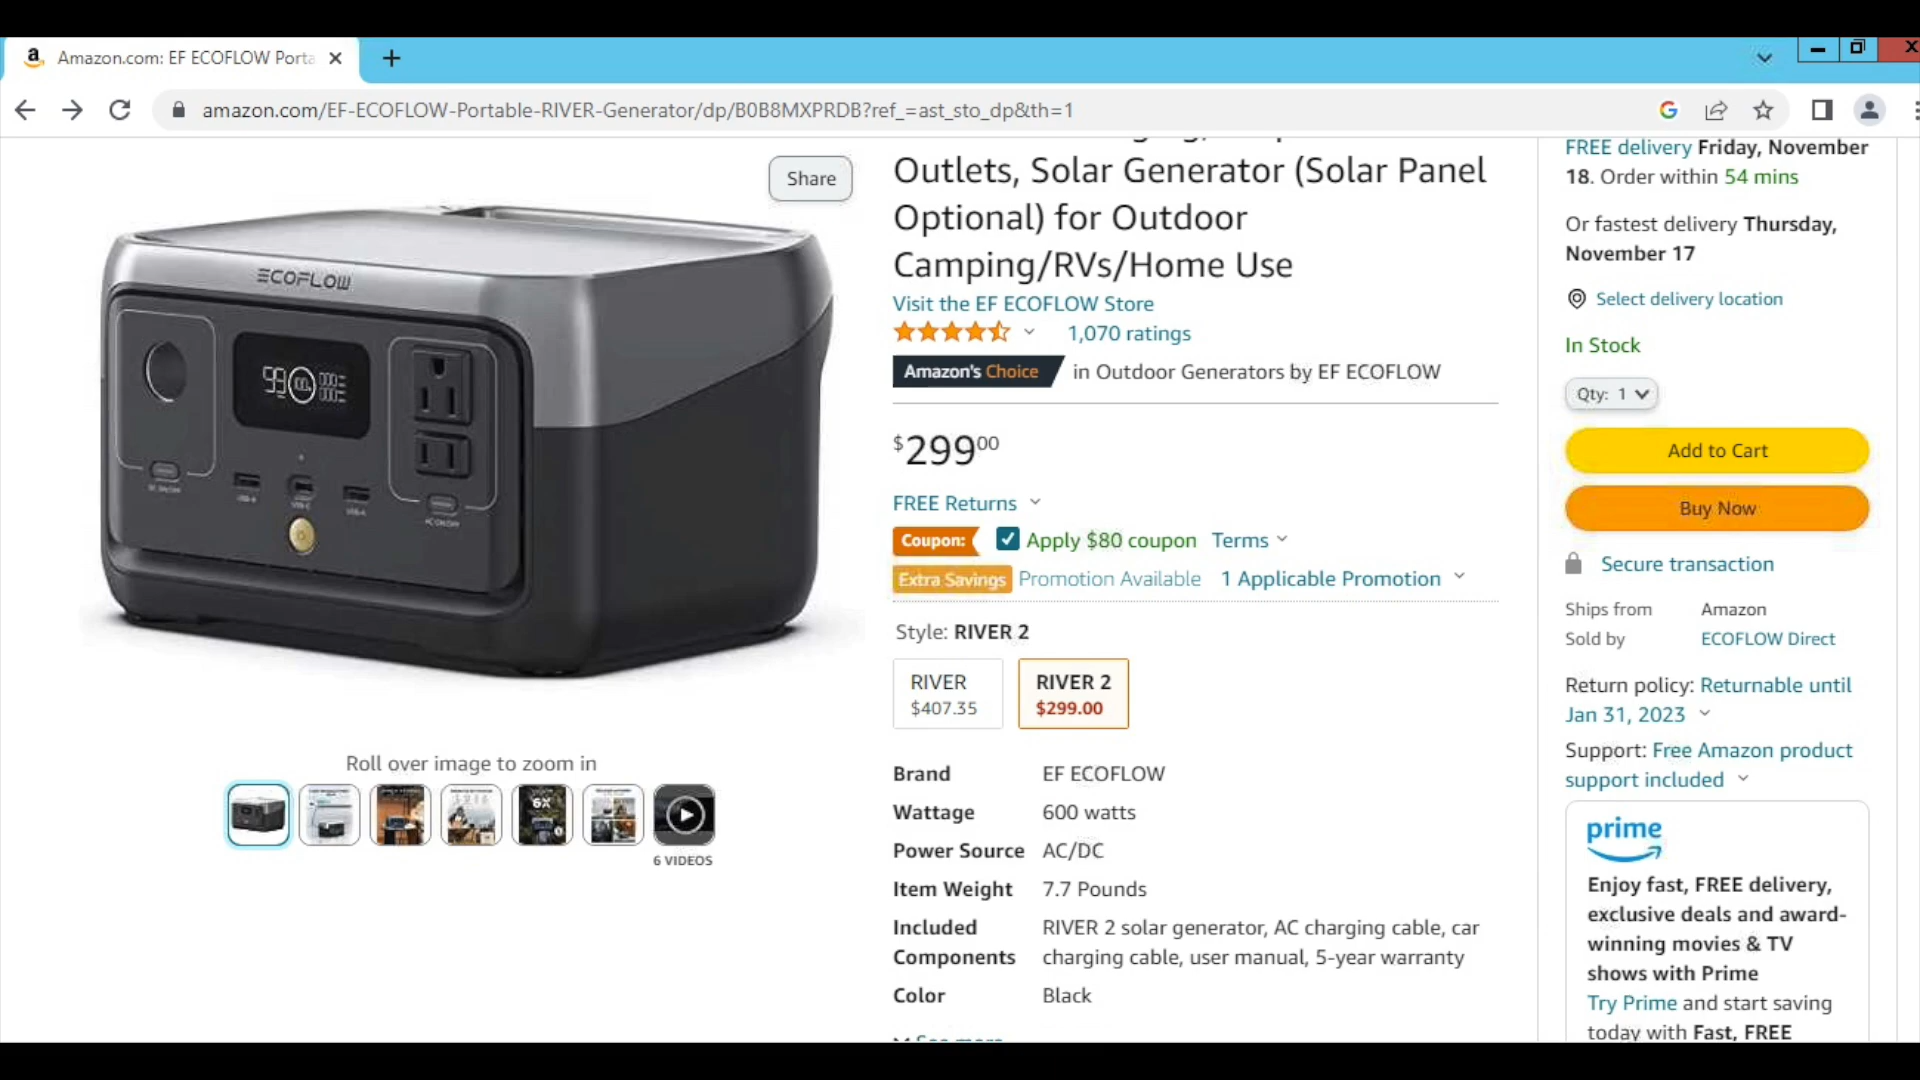 Amazon.com: EF ECOFLOW Porta
amazon.com/EF-ECOFLOW-Portable-RIVER-Generator/dp/B0B8MXPRDB?ref_=ast_sto_dp&th=1
Share
ECOFLOW
99
USB-A
USB-C
USB-A
Roll over image to zoom in
6X
6 VIDEOS
Outlets, Solar Generator (Solar Panel
Optional) for Outdoor
Camping/RVs/Home Use
Visit the EF ECOFLOW Store
1,070 ratings
Amazon's Choice in Outdoor Generators by EF ECOFLOW
$29900
FREE Returns
Coupon: Apply $80 coupon Terms
Extra Savings Promotion Available 1 Applicable Promotion
Style: RIVER 2
RIVER
$407.35
RIVER 2
$299.00
Brand EF ECOFLOW
Wattage 600 watts
Power Source AC/DC
Item Weight 7.7 Pounds
Included Components RIVER 2 solar generator, AC charging cable, car
charging cable, user manual, 5-year warranty
Color Black
See more
FREE delivery Friday, November
18. Order within 54 mins
Or fastest delivery Thursday,
November 17
Select delivery location
In Stock
Qty: 1
Add to Cart
Buy Now
Secure transaction
Ships from Amazon
Sold by ECOFLOW Direct
Return policy: Returnable until
Jan 31, 2023
Support: Free Amazon product
support included
prime
Enjoy fast, FREE delivery,
exclusive deals and award-
winning movies & TV
shows with Prime
Try Prime and start saving
today with Fast, FREE